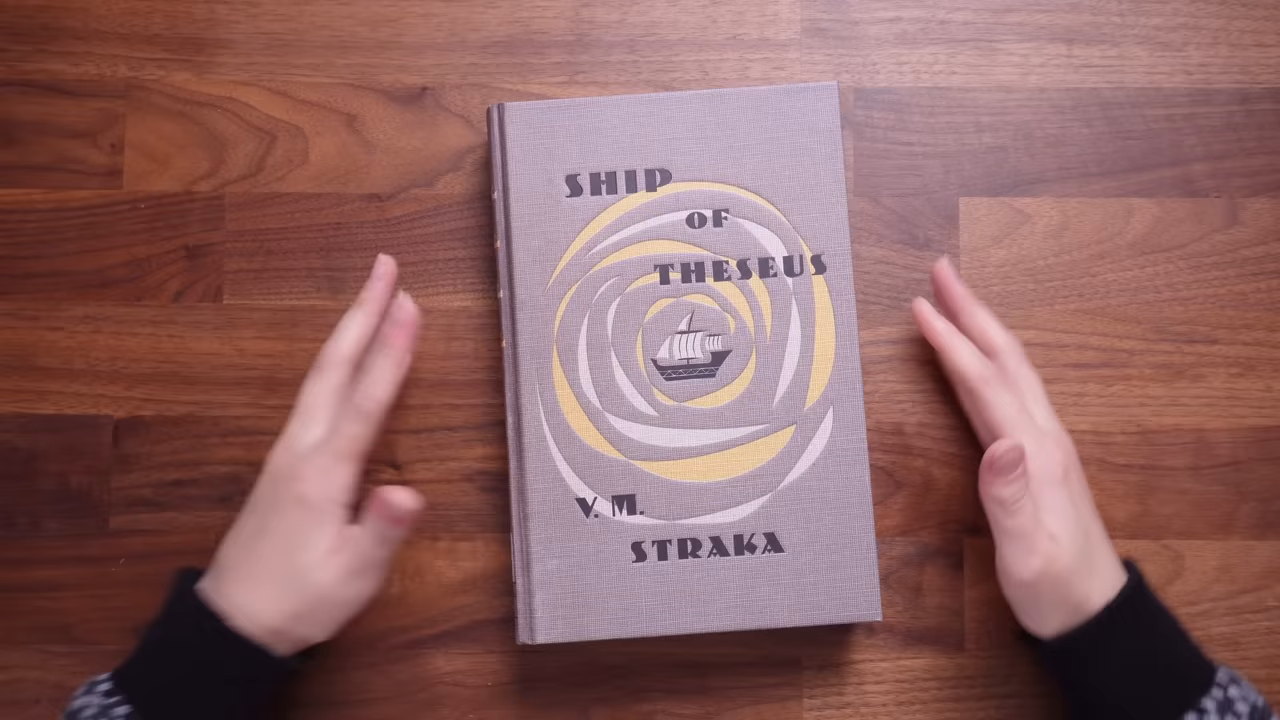 SHIP
OF
THESEUS
V. M.
STRAKA